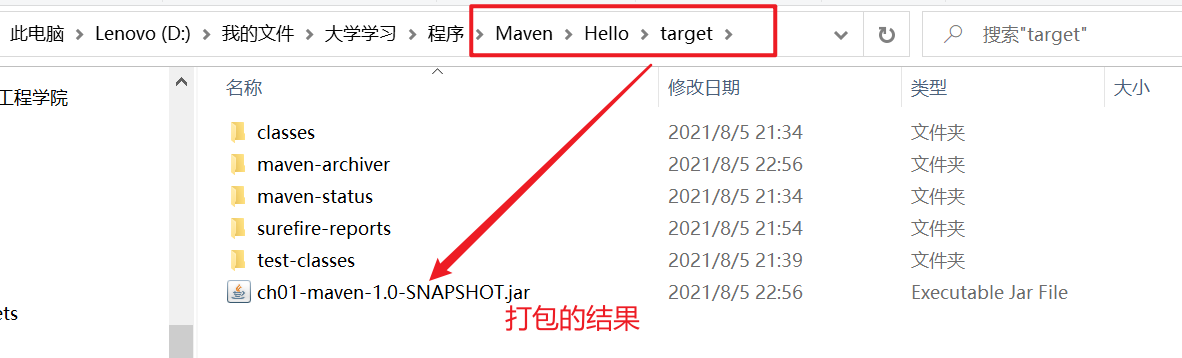 此电脑 > Lenovo (D:) > 我的文件 > 大学学习 > 程序 > Maven > Hello > target >
搜索"target"
名称 修改日期 类型 大小
工程学院
classes 2021/8/5 21:34 文件夹
maven-archiver 2021/8/5 22:56 文件夹
maven-status 2021/8/5 21:34 文件夹
surefire-reports 2021/8/5 21:54 文件夹
test-classes 2021/8/5 21:39 文件夹
ch01-maven-1.0-SNAPSHOT.jar 2021/8/5 22:56 Executable Jar File
ets
打包的结果